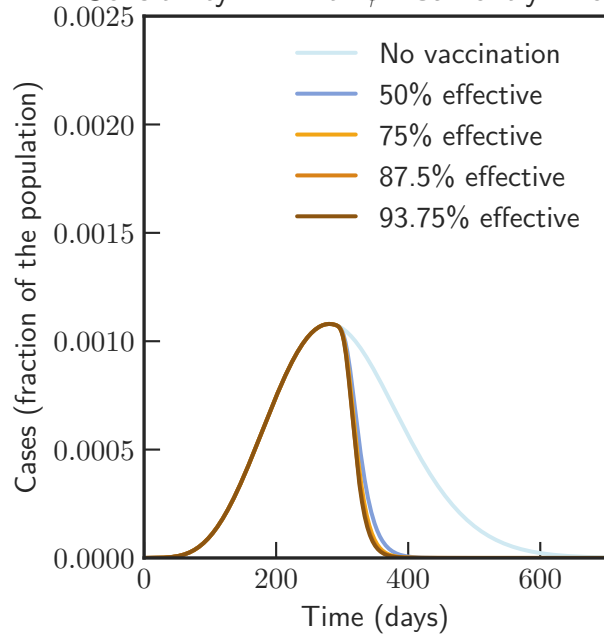 0.0025
0.0020
0.0015
0.0010
0.0005
0.0000
Cases (fraction of the population)
No vaccination
50% effective
75% effective
87.5% effective
93.75% effective
0 200 400 600
Time (days)